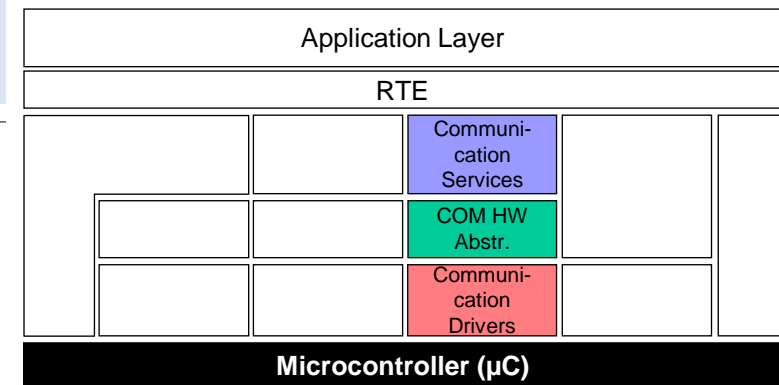 Application Layer
RTE
Communi-
cation
Services
COM HW
Abstr.
Communi-
cation
Drivers
Microcontroller (µC)